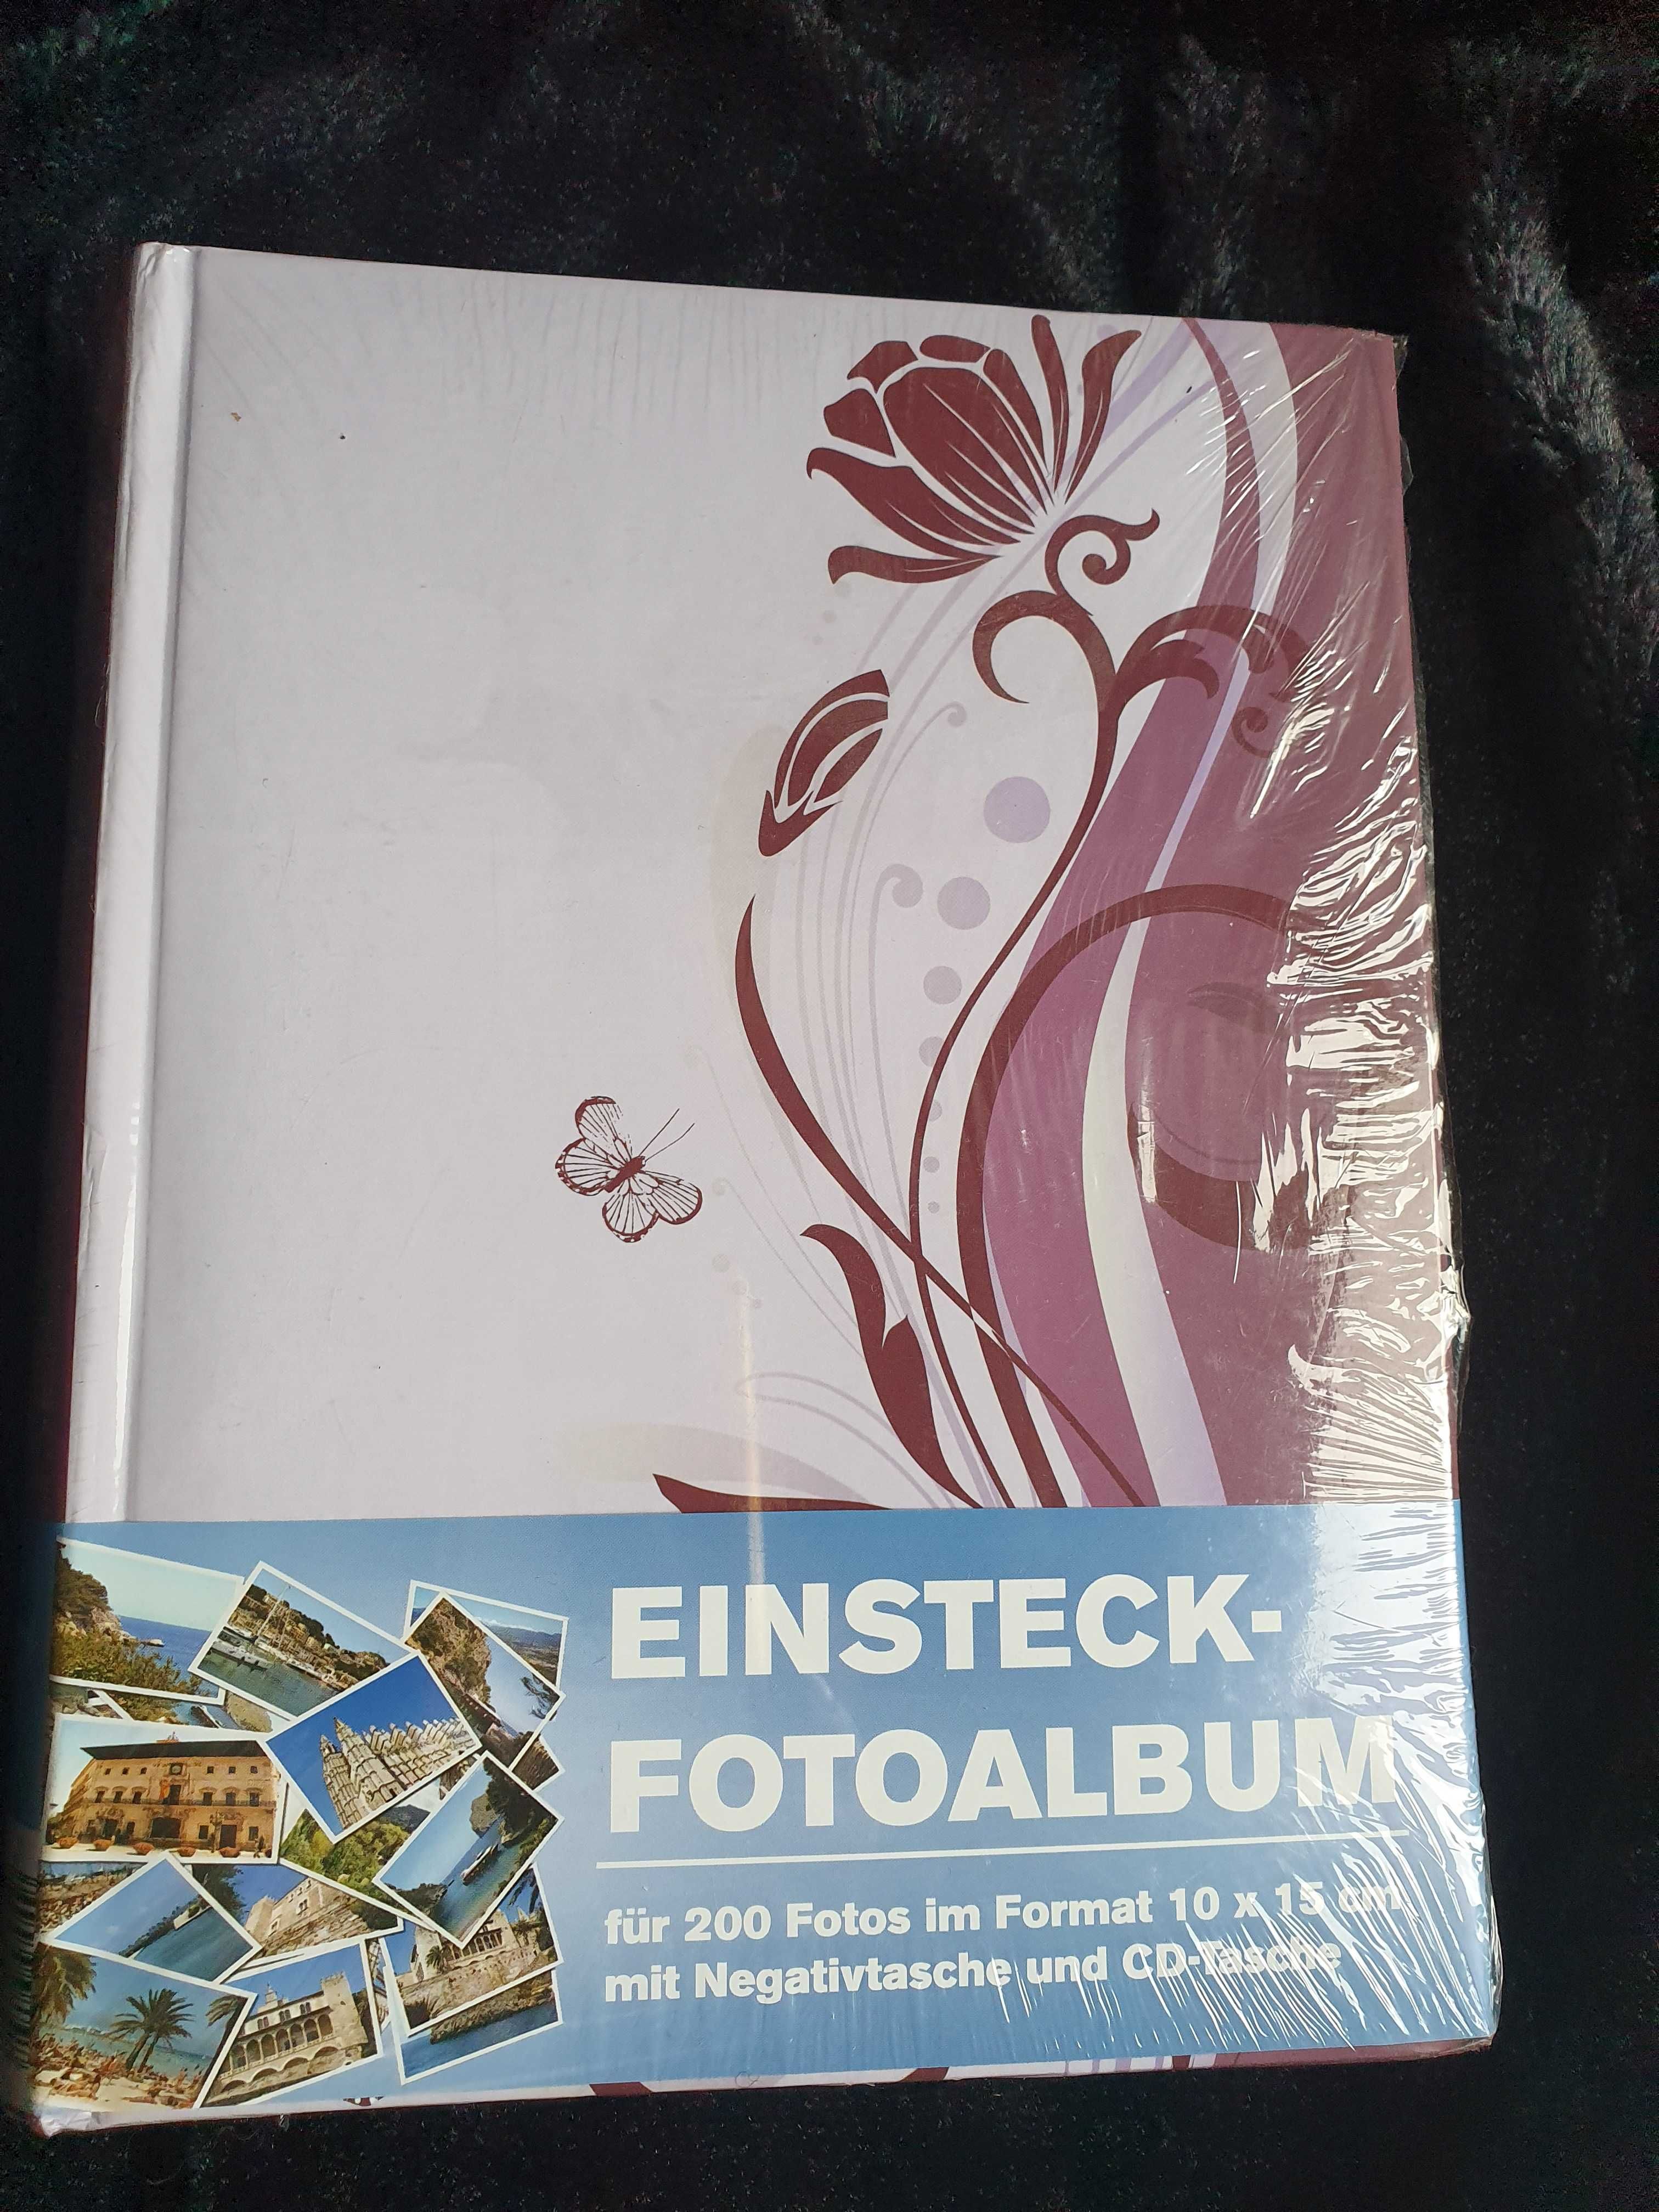 EINSTECK-
FOTOALBUM
für 200 Fotos im Format 10 x 15 cm
mit Negativtasche und CD-Tasche